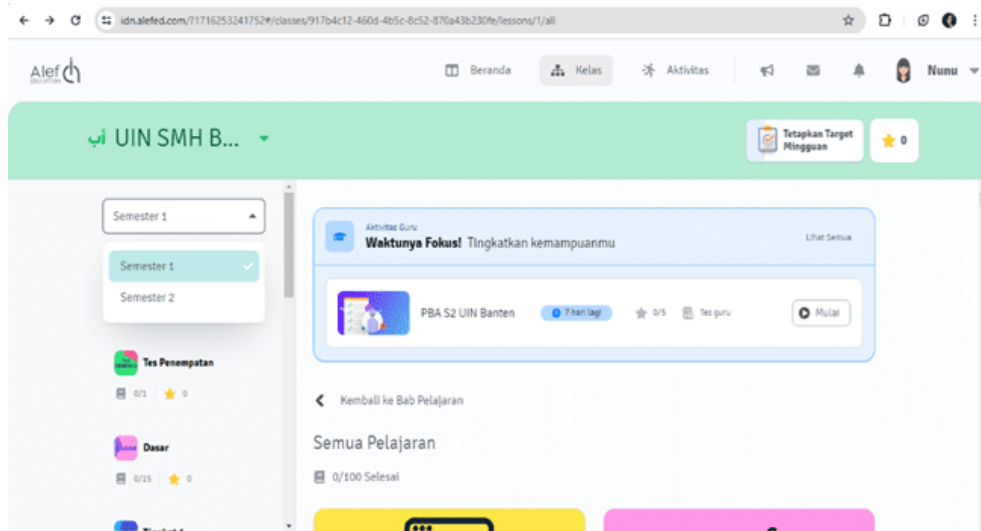 idn.alefed.com/?1716253241752#/classes/917b4c12-460d-4b5c-8c52-870a43b230fe/lessons/1/all
Alef
EDUCATION
Beranda
Kelas
Aktivitas
Nunu
أب UIN SMH B...
Tetapkan Target
Mingguan
0
Semester 1
Semester 1
Semester 2
Tes Penempatan
0/1
0
Dasar
0/15
0
Aktivitas Guru
Waktunya Fokus! Tingkatkan kemampuanmu
Lihat Semua
PBA S2 UIN Banten
7 hari lagi
0/5
Tes guru
Mulai
Kembali ke Bab Pelajaran
Semua Pelajaran
0/100 Selesai